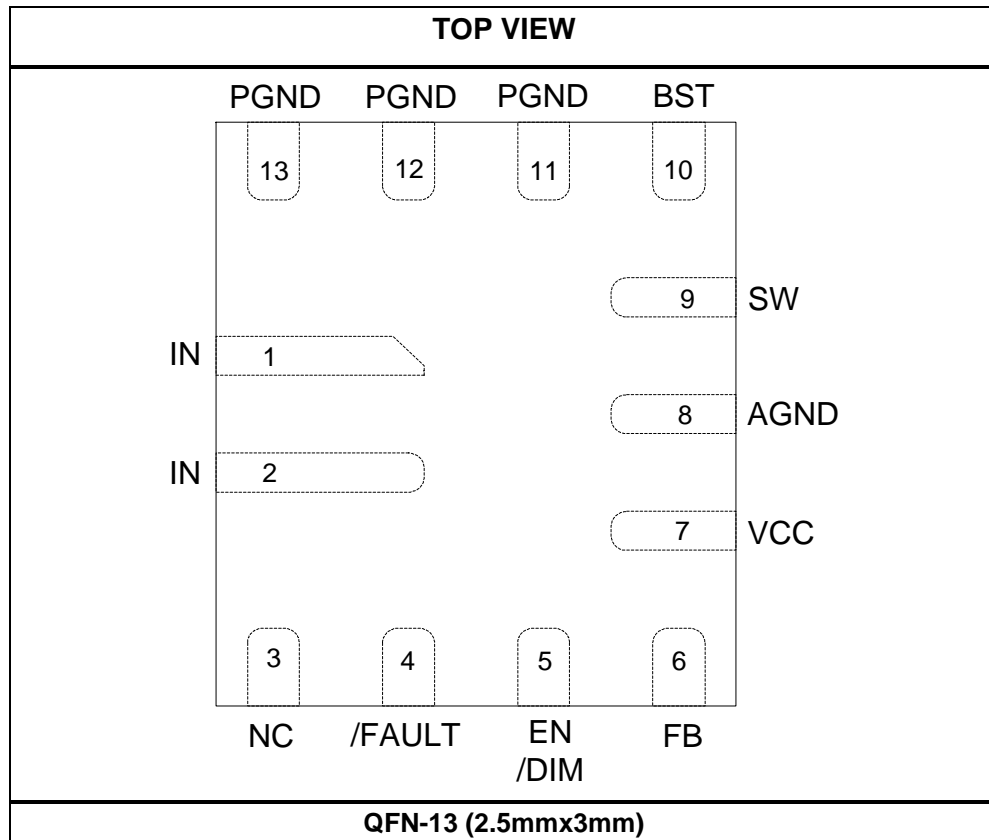 TOP VIEW
PGND PGND PGND BST
13 12 11 10
9 SW
IN 1
8 AGND
IN 2
7 VCC
3 4 5 6
NC /FAULT EN FB
/DIM
QFN-13 (2.5mmx3mm)